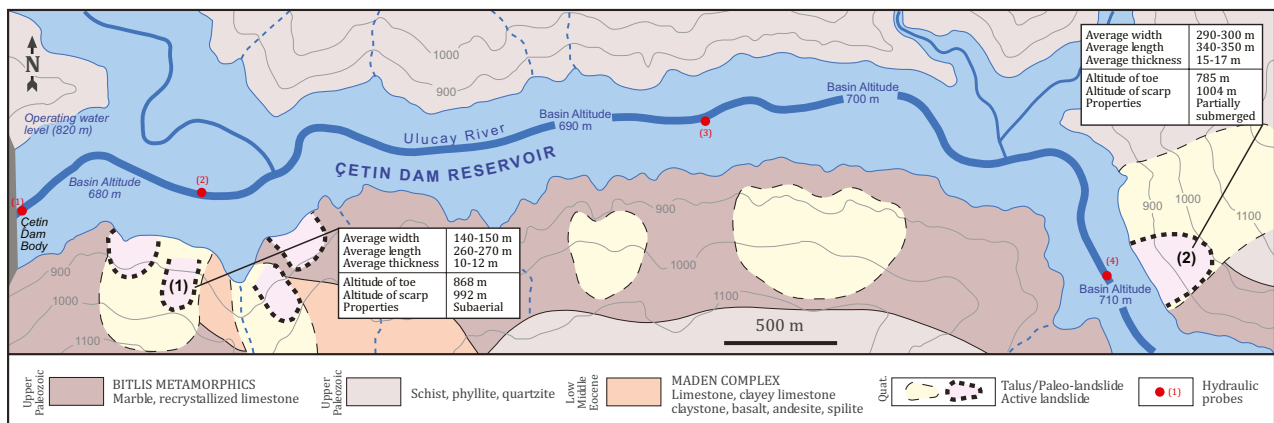 N
Operating water
level (820 m)
1000
900
Basin Altitude
680 m
(1)
Çetin
Dam
Body
(2)
Ulucay River
ÇETİN DAM RESERVOIR
Basin Altitude
690 m
(3)
Basin Altitude
700 m
Average width 290-300 m
Average length 340-350 m
Average thickness 15-17 m
Altitude of toe 785 m
Altitude of scarp 1004 m
Properties Partially
submerged
900
1000
1100
(2)
(4)
Basin Altitude
710 m
900
1000
1100
(1)
Average width 140-150 m
Average length 260-270 m
Average thickness 10-12 m
Altitude of toe 868 m
Altitude of scarp 992 m
Properties Subaerial
900
1000
1100
500 m
Upper
Paleozoic
BITLIS METAMORPHICS
Marble, recrystallized limestone
Upper
Paleozoic
Schist, phyllite, quartzite
Low
Middle
Eocene
MADEN COMPLEX
Limestone, clayey limestone
claystone, basalt, andesite, spilite
Quat.
Talus/Paleo-landslide
Active landslide
(1)
Hydraulic
probes